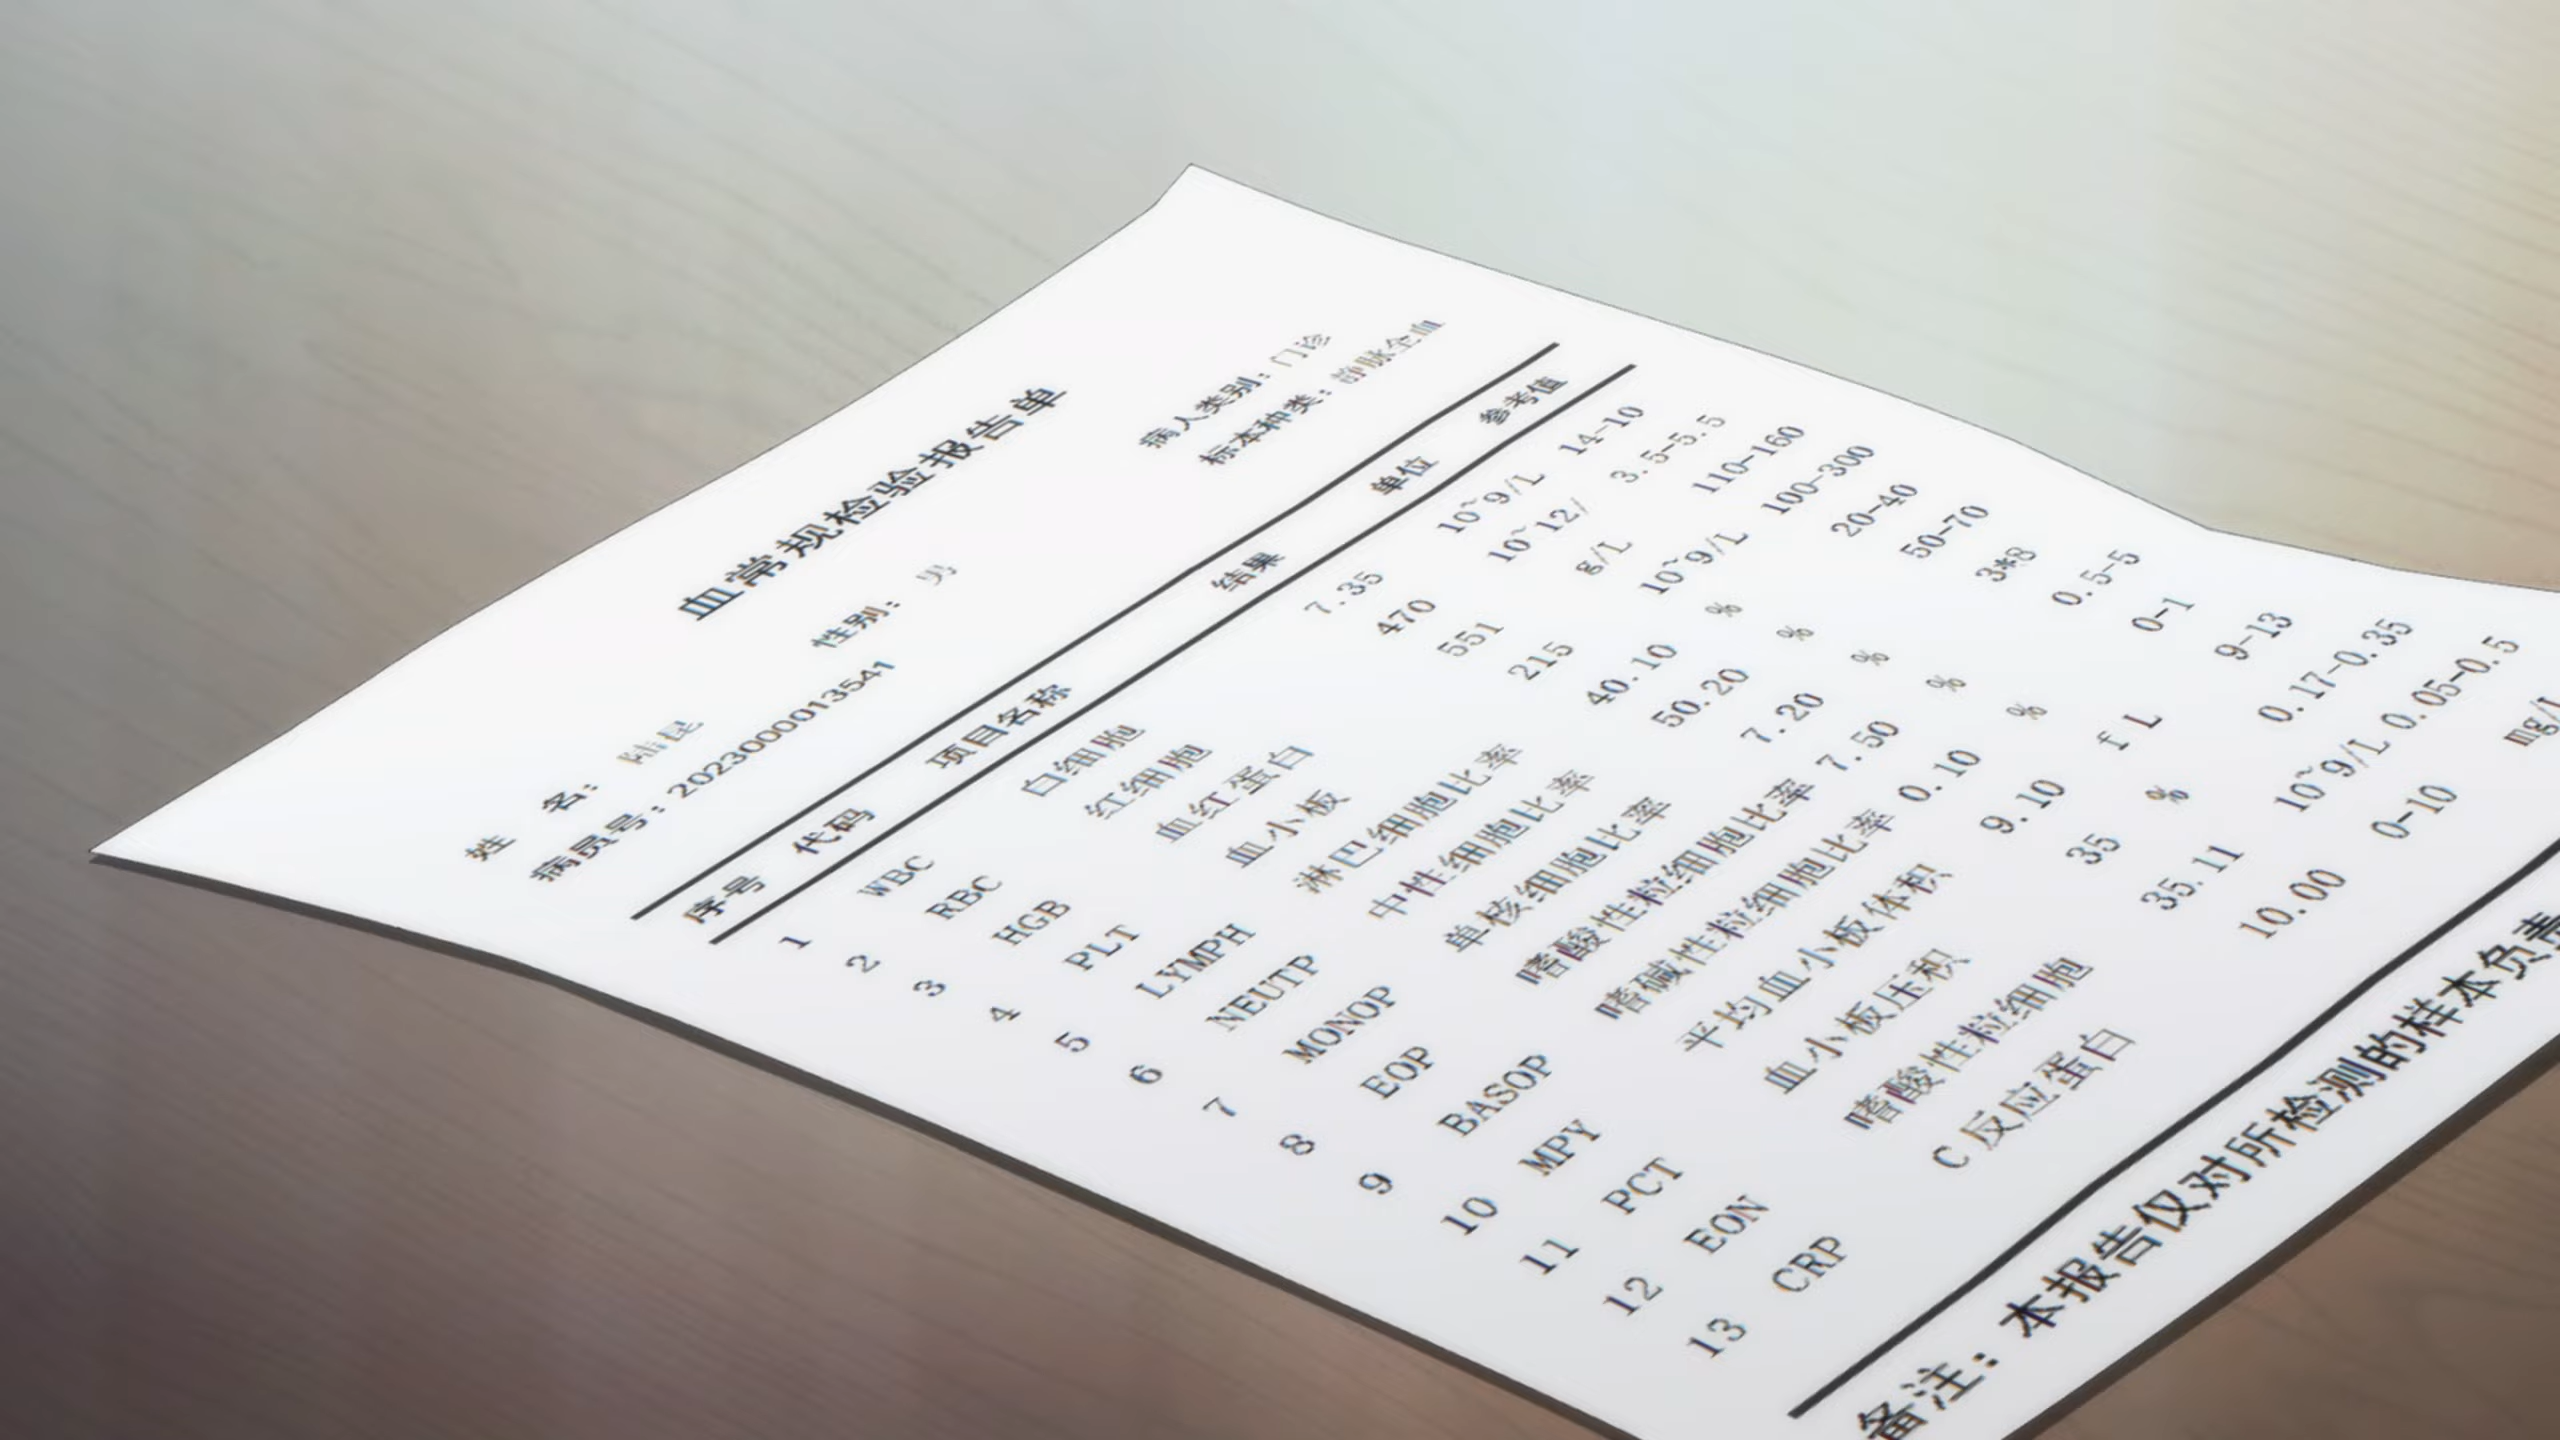 血常规检验报告单
姓 名: 陆昆 性别: 男 病人类别: 门诊
病员号: 2023000013541 标本种类: 静脉全血
序号 代码 项目名称 结果 单位 参考值
1 WBC 白细胞 7.35 10~9/L 14-10
2 RBC 红细胞 470 10~12/ 3.5-5.5
3 HGB 血红蛋白 551 g/L 110-160
4 PLT 血小板 215 10~9/L 100-300
5 LYMPH 淋巴细胞比率 40.10 % 20-40
6 NEUTP 中性细胞比率 50.20 % 50-70
7 MONOP 单核细胞比率 7.20 % 3*8
8 EOP 嗜酸性粒细胞比率 7.50 % 0.5-5
9 BASOP 嗜碱性粒细胞比率 0.10 % 0-1
10 MPY 平均血小板体积 9.10 fL 9-13
11 PCT 血小板压积 35 % 0.17-0.35
12 EON 嗜酸性粒细胞 35.11 10~9/L 0.05-0.5
13 CRP C反应蛋白 10.00 0-10 mg/L
备注: 本报告仅对所检测的样本负责